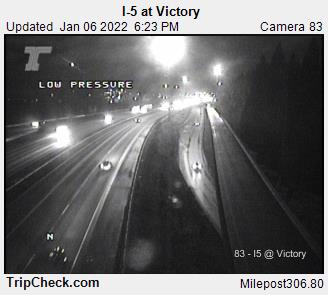 I-5 at Victory
Updated Jan 06 2022 6:23 PM Camera 83
T
LOW PRESSURE
N
83 - I5 @ Victory
TripCheck.com Milepost306.80